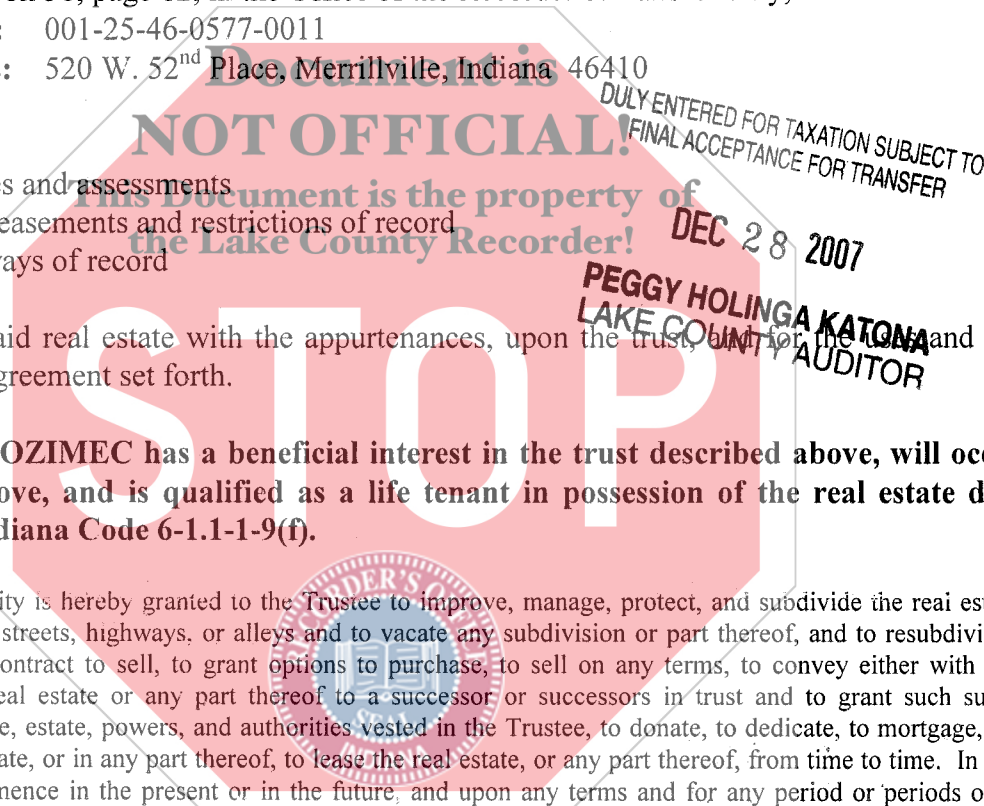 001-25-46-0577-0011
520 W. 52nd Place, Merrillville, Indiana 46410
Document is
NOT OFFICIAL!
This Document is the property of
the Lake County Recorder!
DULY ENTERED FOR TAXATION SUBJECT TO
FINAL ACCEPTANCE FOR TRANSFER
DEC 28 2007
PEGGY HOLINGA KATONA
LAKE COUNTY AUDITOR
es and assessments
easements and restrictions of record
ays of record
aid real estate with the appurtenances, upon the trust, and for the uses and
greement set forth.
OZIMEC has a beneficial interest in the trust described above, will occ
ove, and is qualified as a life tenant in possession of the real estate d
diana Code 6-1.1-1-9(f).
STOP
ity is hereby granted to the Trustee to improve, manage, protect, and subdivide the real est
streets, highways, or alleys and to vacate any subdivision or part thereof, and to resubdivi
ontract to sell, to grant options to purchase, to sell on any terms, to convey either with
eal estate or any part thereof to a successor or successors in trust and to grant such su
e, estate, powers, and authorities vested in the Trustee, to donate, to dedicate, to mortgage,
ate, or in any part thereof, to lease the real estate, or any part thereof, from time to time. In
mence in the present or in the future, and upon any terms and for any period or periods o
RECORDER'S OFFICE
SEAL
INDIANA